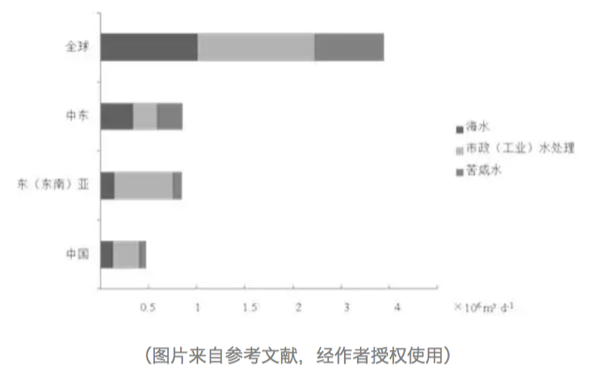 全球
中东
东（东南）亚
中国
海水
市政（工业）水处理
苦咸水
0.5 1 1.5 2 3 4 ×10⁶m³·d⁻¹
（图片来自参考文献，经作者授权使用）